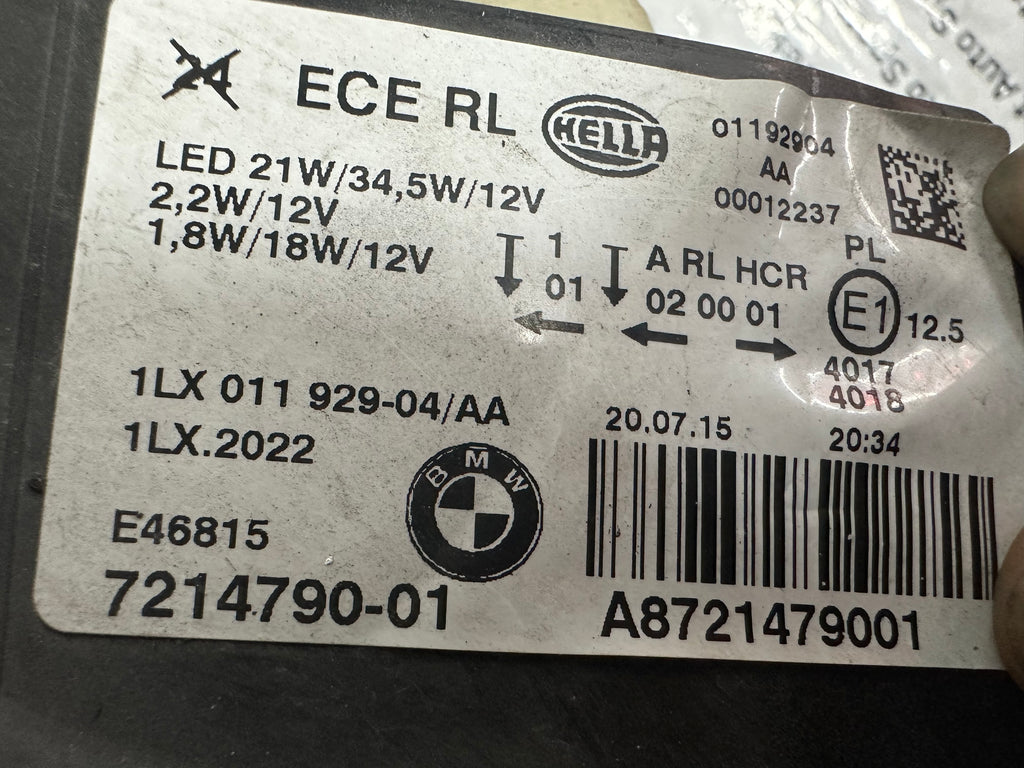 24 ECE RL HELLA 01192904
AA
00012237
LED 21W/34,5W/12V
2,2W/12V
1,8W/18W/12V
1 A RL HCR PL
01 02 00 01 E1 12.5
4017
4018
1LX 011 929-04/AA
1LX.2022
20.07.15 20:34
BMW
E46815
7214790-01
A8721479001
Auto S